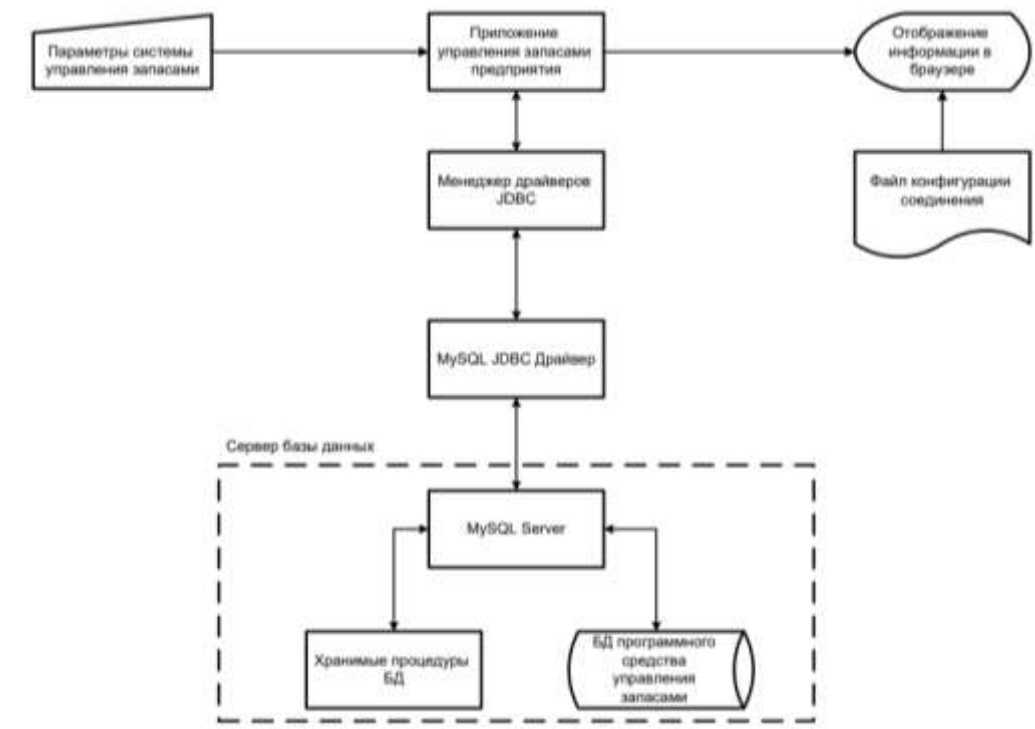 Параметры системы
управления запасами
Приложение
управления запасами
предприятия
Отображение
информации в
браузере
Менеджер драйверов
JDBC
Файл конфигурации
соединения
MySQL JDBC Драйвер
Сервер базы данных
MySQL Server
Хранимые процедуры
БД
БД программного
средства
управления
запасами